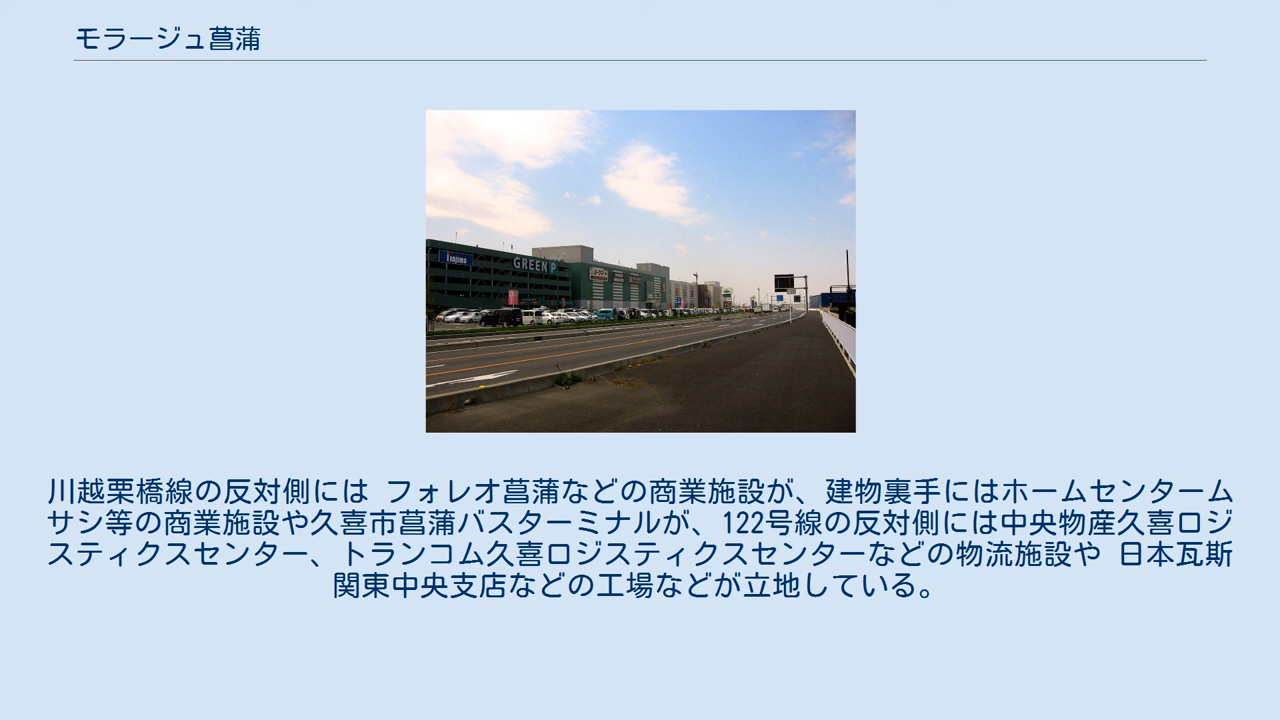 モラージュ菖蒲
nojima
GREEN P
川越栗橋線の反対側には フォレオ菖蒲などの商業施設が、建物裏手にはホームセンターム
サシ等の商業施設や久喜市菖蒲バスターミナルが、122号線の反対側には中央物産久喜ロジ
スティクスセンター、トランコム久喜ロジスティクスセンターなどの物流施設や 日本瓦斯
関東中央支店などの工場などが立地している。